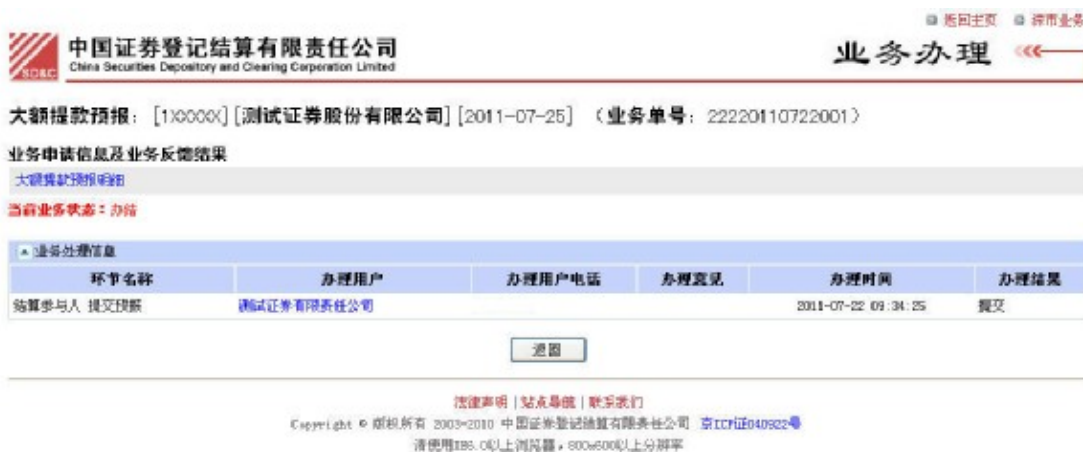 返回主页 深市业务
SD&C 中国证券登记结算有限责任公司
China Securities Depository and Clearing Corporation Limited
业务办理
大额提款预报: [1XXXXX] [测试证券股份有限公司] [2011-07-25] (业务单号: 22220110722001)
业务申请信息及业务反馈结果
大额提款预报明细
当前业务状态:办结
业务处理信息
环节名称 办理用户 办理用户电话 办理意见 办理时间 办理结果
结算参与人 提交预报 测试证券有限责任公司 2011-07-22 09:34:25 提交
返回
法律声明 | 站点导航 | 联系我们
Copyright © 版权所有 2003-2010 中国证券登记结算有限责任公司 京ICP证040922号
请使用IE6.0以上浏览器,800x600以上分辨率